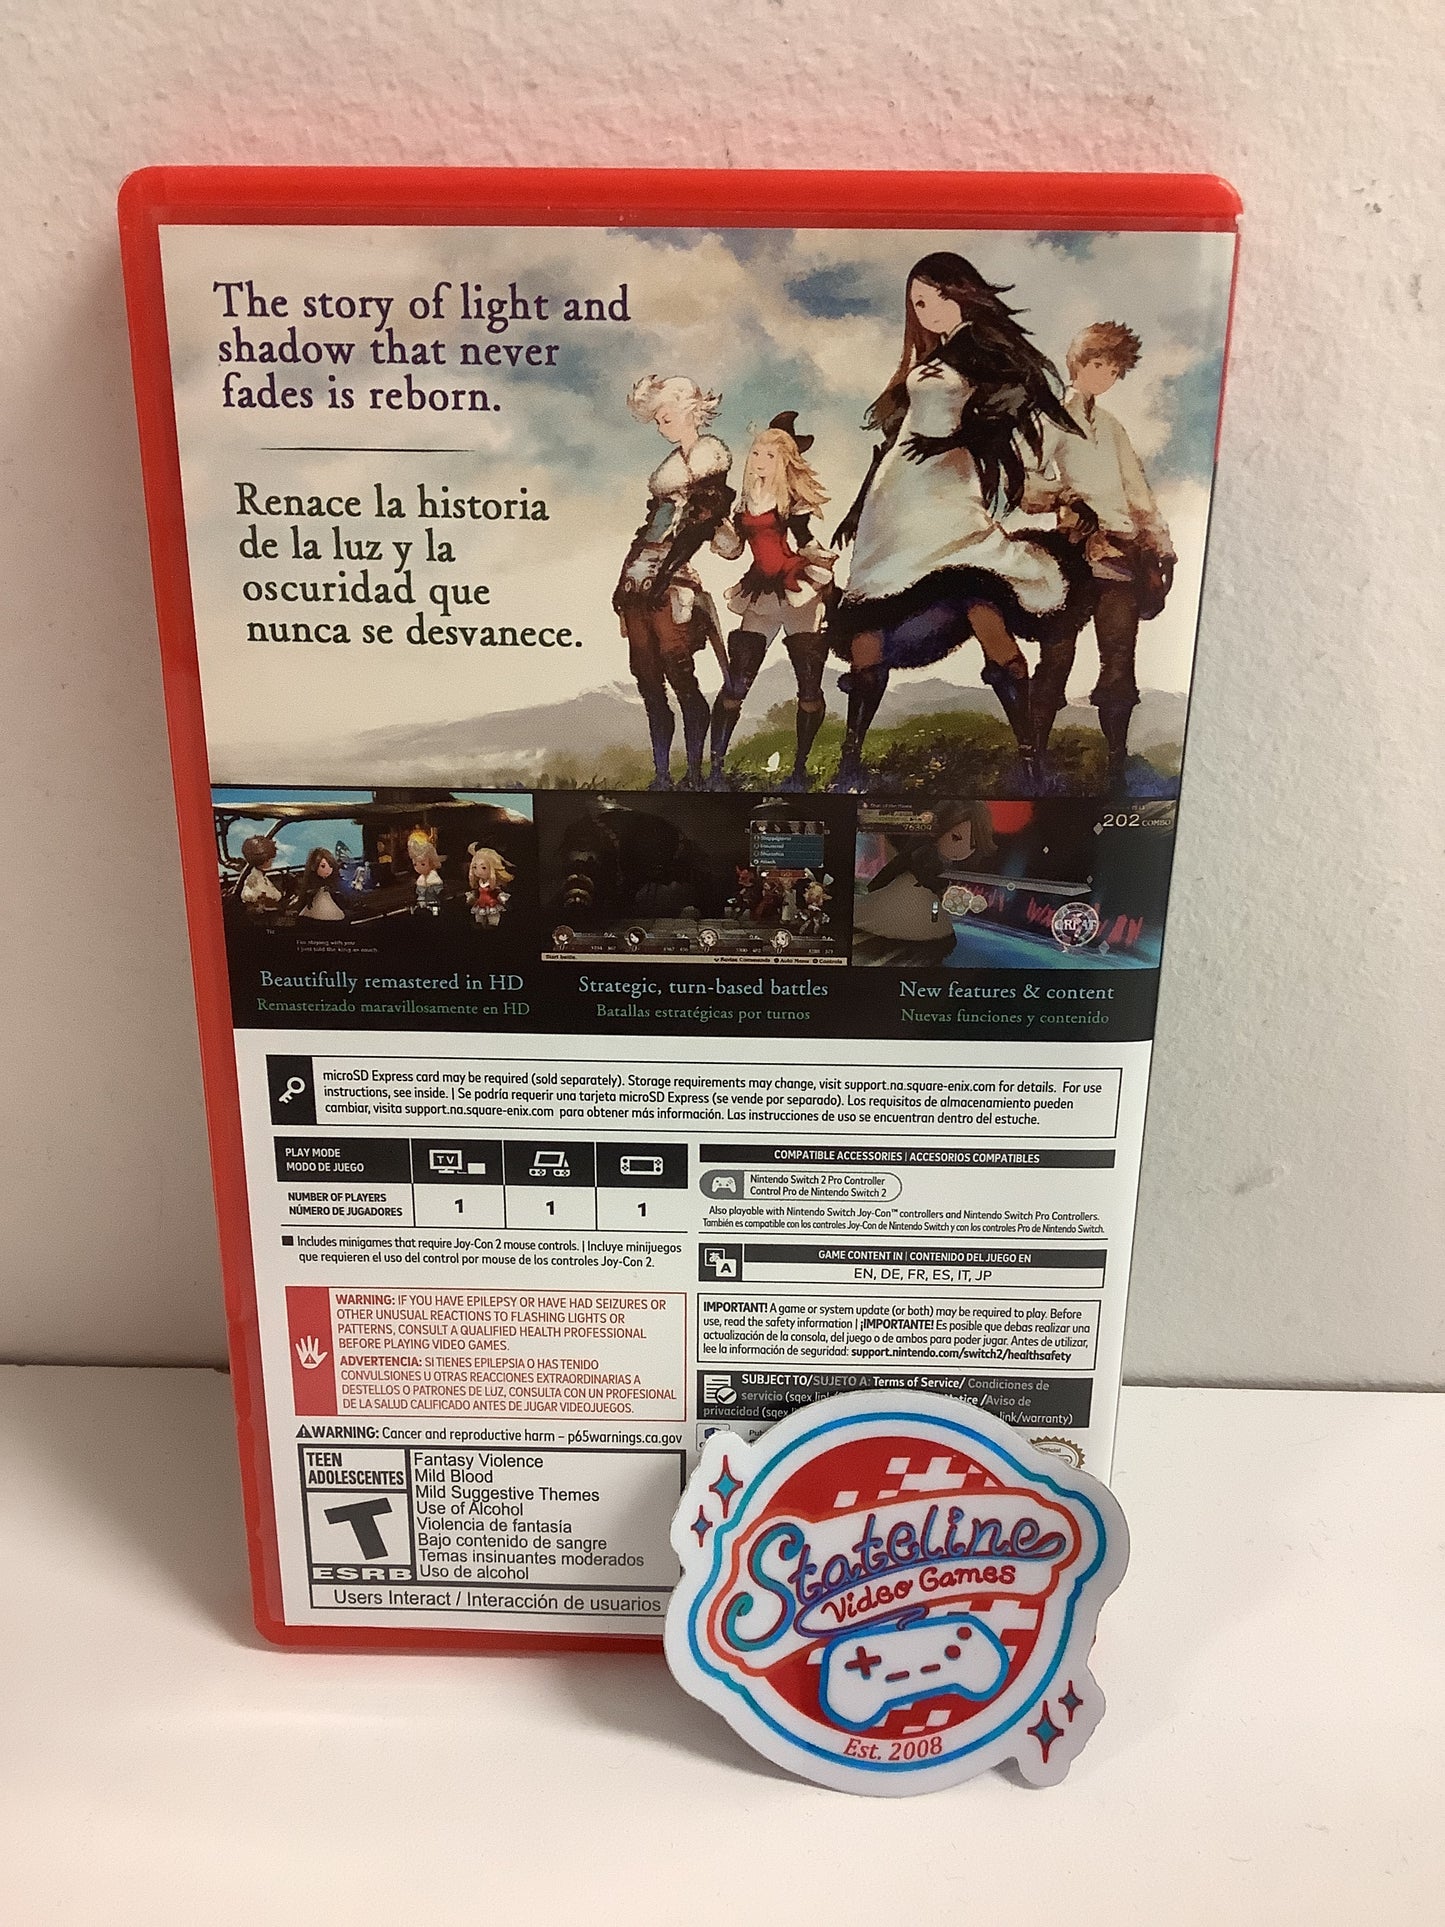 The story of light and
shadow that never
fades is reborn.
Renace la historia
de la luz y la
oscuridad que
nunca se desvanece.
202 COMBO
GREAT
Start battle.
Beautifully remastered in HD
Remasterizado maravillosamente en HD
Strategic, turn-based battles
Batallas estratégicas por turnos
New features & content
Nuevas funciones y contenido
microSD Express card may be required (sold separately). Storage requirements may change, visit support.na.square-enix.com for details. For use
instructions, see inside. | Se podría requerir una tarjeta microSD Express (se vende por separado). Los requisitos de almacenamiento pueden
cambiar, visita support.na.square-enix.com para obtener más información. Las instrucciones de uso se encuentran dentro del estuche.
PLAY MODE
MODO DE JUEGO
TV
NUMBER OF PLAYERS
NÚMERO DE JUGADORES
1 1 1
Includes minigames that require Joy-Con 2 mouse controls. | Incluye minijuegos
que requieren el uso del control por mouse de los controles Joy-Con 2.
COMPATIBLE ACCESSORIES | ACCESORIOS COMPATIBLES
Nintendo Switch 2 Pro Controller
Control Pro de Nintendo Switch 2
Also playable with Nintendo Switch Joy-Con™ controllers and Nintendo Switch Pro Controllers.
También es compatible con los controles Joy-Con de Nintendo Switch y con los controles Pro de Nintendo Switch.
あ A
GAME CONTENT IN | CONTENIDO DEL JUEGO EN
EN, DE, FR, ES, IT, JP
WARNING: IF YOU HAVE EPILEPSY OR HAVE HAD SEIZURES OR
OTHER UNUSUAL REACTIONS TO FLASHING LIGHTS OR
PATTERNS, CONSULT A QUALIFIED HEALTH PROFESSIONAL
BEFORE PLAYING VIDEO GAMES.
ADVERTENCIA: SI TIENES EPILEPSIA O HAS TENIDO
CONVULSIONES U OTRAS REACCIONES EXTRAORDINARIAS A
DESTELLOS O PATRONES DE LUZ, CONSULTA CON UN PROFESIONAL
DE LA SALUD CALIFICADO ANTES DE JUGAR VIDEOJUEGOS.
IMPORTANT! A game or system update (or both) may be required to play. Before
use, read the safety information | ¡IMPORTANTE! Es posible que debas realizar una
actualización de la consola, del juego o de ambos para poder jugar. Antes de utilizar,
lee la información de seguridad: support.nintendo.com/switch2/healthsafety
SUBJECT TO/SUJETO A: Terms of Service/ Condiciones de
servicio (sqex.link/ /Aviso de
privacidad (sqex link/warranty)
WARNING: Cancer and reproductive harm – p65warnings.ca.gov
TEEN
ADOLESCENTES
T
ESRB
Fantasy Violence
Mild Blood
Mild Suggestive Themes
Use of Alcohol
Violencia de fantasía
Bajo contenido de sangre
Temas insinuantes moderados
Uso de alcohol
Users Interact / Interacción de usuarios
Stateline
Video Games
Est. 2008